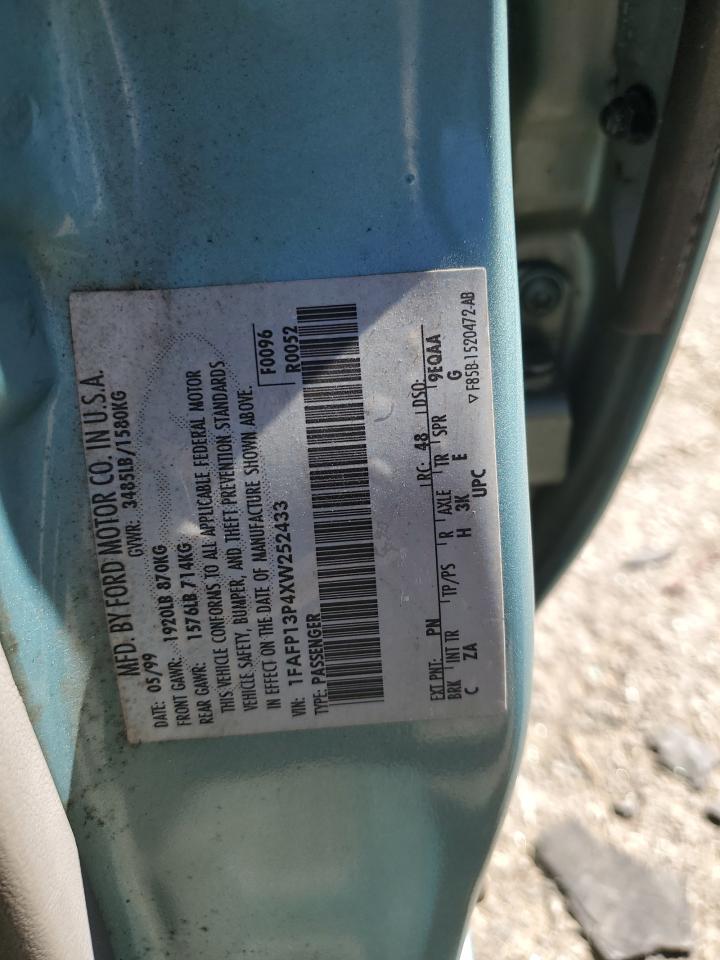 MFD. BY FORD MOTOR CO. IN U.S.A.
DATE: 05/99 GVWR: 3485LB/1580KG
FRONT GAWR: 1920LB 870KG
REAR GAWR: 1576LB 714KG
THIS VEHICLE CONFORMS TO ALL APPLICABLE FEDERAL MOTOR
VEHICLE SAFETY, BUMPER, AND THEFT PREVENTION STANDARDS
IN EFFECT ON THE DATE OF MANUFACTURE SHOWN ABOVE.
VIN: 1FAFP13P4XW252433 F0096
TYPE: PASSENGER R0052
EXT PNT: PN RC: 48 DSO:
BRK INT TR TP/PS R AXLE TR SPR 9EQAA
C ZA H 3K E G
UPC ▽ F85B-1520472-AB